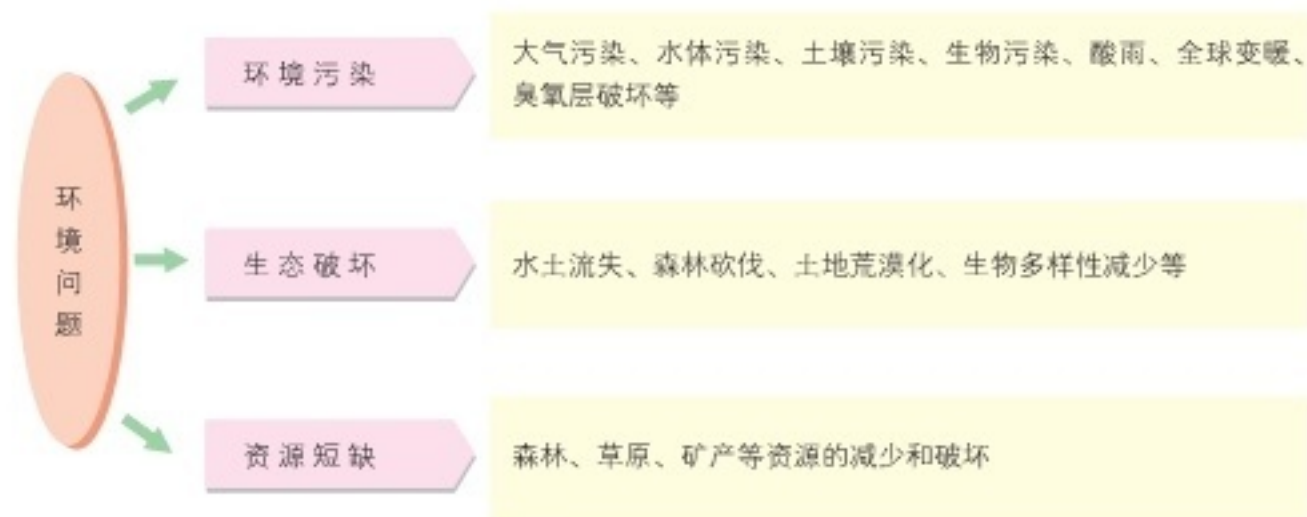 环境问题
环境污染
大气污染、水体污染、土壤污染、生物污染、酸雨、全球变暖、
臭氧层破坏等
生态破坏
水土流失、森林砍伐、土地荒漠化、生物多样性减少等
资源短缺
森林、草原、矿产等资源的减少和破坏